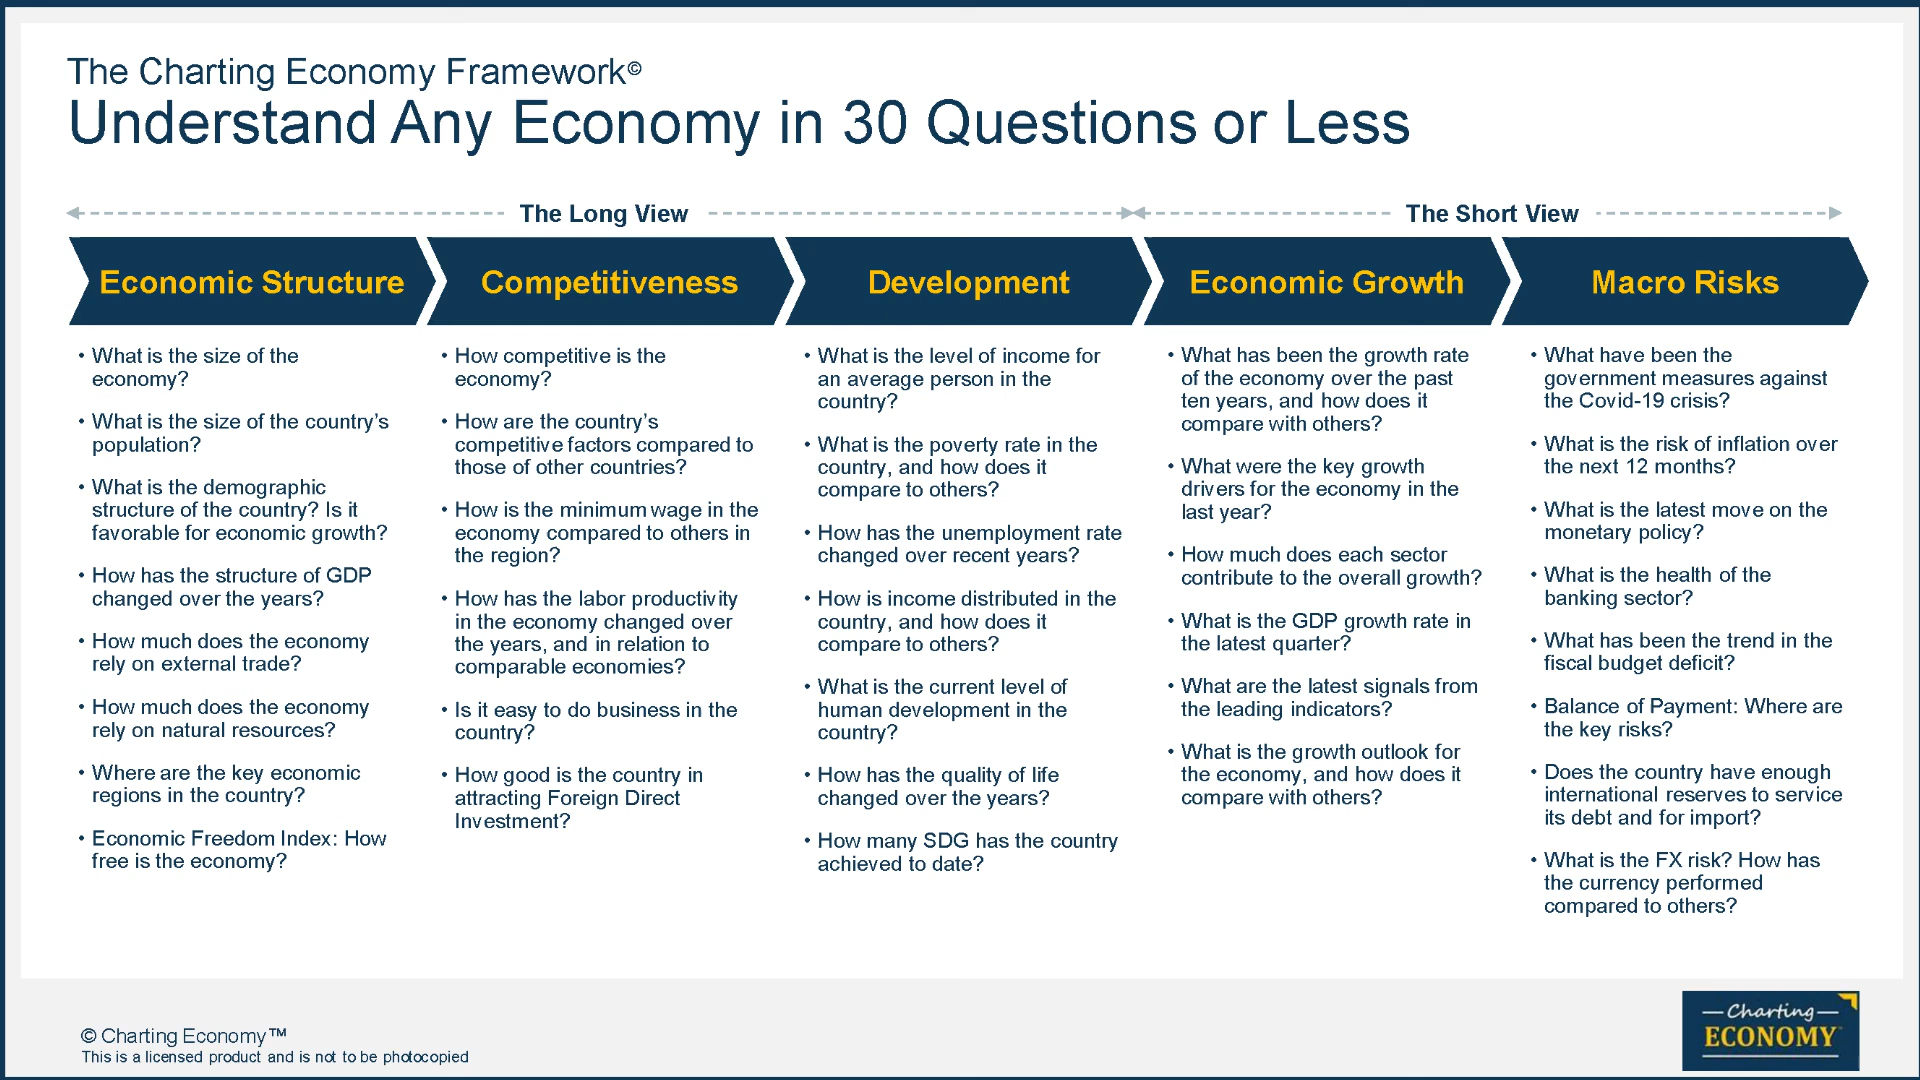 The Charting Economy Framework©
Understand Any Economy in 30 Questions or Less
The Long View
The Short View
Economic Structure
Competitiveness
Development
Economic Growth
Macro Risks
• What is the size of the
economy?
• What is the size of the country’s
population?
• What is the demographic
structure of the country? Is it
favorable for economic growth?
• How has the structure of GDP
changed over the years?
• How much does the economy
rely on external trade?
• How much does the economy
rely on natural resources?
• Where are the key economic
regions in the country?
• Economic Freedom Index: How
free is the economy?
• How competitive is the
economy?
• How are the country’s
competitive factors compared to
those of other countries?
• How is the minimum wage in the
economy compared to others in
the region?
• How has the labor productivity
in the economy changed over
the years, and in relation to
comparable economies?
• Is it easy to do business in the
country?
• How good is the country in
attracting Foreign Direct
Investment?
• What is the level of income for
an average person in the
country?
• What is the poverty rate in the
country, and how does it
compare to others?
• How has the unemployment rate
changed over recent years?
• How is income distributed in the
country, and how does it
compare to others?
• What is the current level of
human development in the
country?
• How has the quality of life
changed over the years?
• How many SDG has the country
achieved to date?
• What has been the growth rate
of the economy over the past
ten years, and how does it
compare with others?
• What were the key growth
drivers for the economy in the
last year?
• How much does each sector
contribute to the overall growth?
• What is the GDP growth rate in
the latest quarter?
• What are the latest signals from
the leading indicators?
• What is the growth outlook for
the economy, and how does it
compare with others?
• What have been the
government measures against
the Covid-19 crisis?
• What is the risk of inflation over
the next 12 months?
• What is the latest move on the
monetary policy?
• What is the health of the
banking sector?
• What has been the trend in the
fiscal budget deficit?
• Balance of Payment: Where are
the key risks?
• Does the country have enough
international reserves to service
its debt and for import?
• What is the FX risk? How has
the currency performed
compared to others?
© Charting Economy™
This is a licensed product and is not to be photocopied
Charting
ECONOMY™